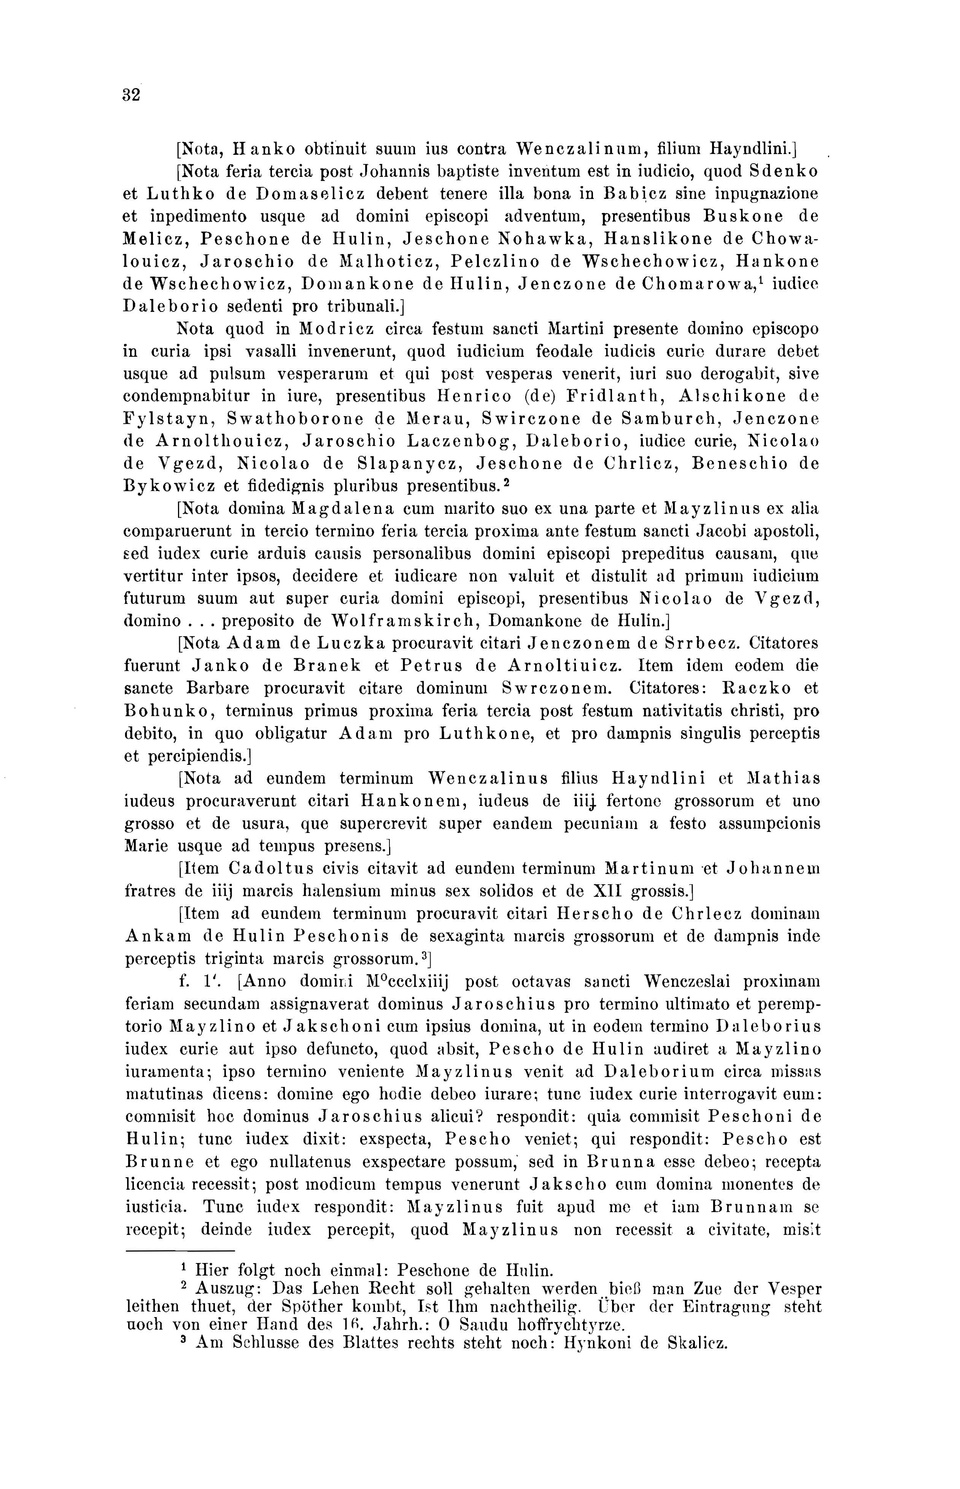 32
[Nota, Hanko obtinuit suum ius contra Wenczalinum, filium Hayndlini.]
[Nota feria tercia post Johannis baptiste inventum est in iudicio, quod Sdenko
et Luthko de Domaselicz debent tenere illa bona in Babicz sine inpugnazione
et inpedimento usque ad domini episcopi adventum, presentibus Buskone de
Melicz, Peschone de Hulin, Jeschone Nohawka, Hanslikone de Chowa-
louicz, Jaroschio de Malhoticz, Pelczlino de Wschechowicz, Hankone
de Wschechowicz, Domankone de Hulin, Jenczone de Chomarowa,¹ iudice
Daleborio sedenti pro tribunali.]
Nota quod in Modricz circa festum sancti Martini presente domino episcopo
in curia ipsi vasalli invenerunt, quod iudicium feodale iudicis curie durare debet
usque ad pulsum vesperarum et qui post vesperas venerit, iuri suo derogabit, sive
condempnabitur in iure, presentibus Henrico (de) Fridlanth, Alschikone de
Fylstayn, Swathoborone de Merau, Swirczone de Samburch, Jenczone
de Arnolthouicz, Jaroschio Laczenbog, Daleborio, iudice curie, Nicolao
de Vgezd, Nicolao de Slapanycz, Jeschone de Chrlicz, Beneschio de
Bykowicz et fidedignis pluribus presentibus.²
[Nota domina Magdalena cum marito suo ex una parte et Mayzlinus ex alia
comparuerunt in tercio termino feria tercia proxima ante festum sancti Jacobi apostoli,
sed iudex curie arduis causis personalibus domini episcopi prepeditus causam, que
vertitur inter ipsos, decidere et iudicare non valuit et distulit ad primum iudicium
futurum suum aut super curia domini episcopi, presentibus Nicolao de Vgezd,
domino . . . preposito de Wolframskirch, Domankone de Hulin.]
[Nota Adam de Luczka procuravit citari Jenczonem de Srrbecz. Citatores
fuerunt Janko de Branek et Petrus de Arnoltiuicz. Item idem eodem die
sancte Barbare procuravit citare dominum Swrczonem. Citatores: Raczko et
Bohunko, terminus primus proxima feria tercia post festum nativitatis christi, pro
debito, in quo obligatur Adam pro Luthkone, et pro dampnis singulis perceptis
et percipiendis.]
[Nota ad eundem terminum Wenczalinus filius Hayndlini et Mathias
iudeus procuraverunt citari Hankonem, iudeus de iiij fertone grossorum et uno
grosso et de usura, que supercrevit super eandem pecuniam a festo assumpcionis
Marie usque ad tempus presens.]
[Item Cadoltus civis citavit ad eundem terminum Martinum et Johannem
fratres de iiij marcis halensium minus sex solidos et de XII grossis.]
[Item ad eundem terminum procuravit citari Herscho de Chrlecz dominam
Ankam de Hulin Peschonis de sexaginta marcis grossorum et de dampnis inde
perceptis triginta marcis grossorum.³]
f. 1'. [Anno domini M⁰ccclxiiij post octavas sancti Wenczeslai proximam
feriam secundam assignaverat dominus Jaroschius pro termino ultimato et peremp-
torio Mayzlino et Jakschoni cum ipsius domina, ut in eodem termino Daleborius
iudex curie aut ipso defuncto, quod absit, Pescho de Hulin audiret a Mayzlino
iuramenta; ipso termino veniente Mayzlinus venit ad Daleborium circa missas
matutinas dicens: domine ego hodie debeo iurare; tunc iudex curie interrogavit eum:
commisit hoc dominus Jaroschius alicui? respondit: quia commisit Peschoni de
Hulin; tunc iudex dixit: exspecta, Pescho veniet; qui respondit: Pescho est
Brunne et ego nullatenus exspectare possum, sed in Brunna esse debeo; recepta
licencia recessit; post modicum tempus venerunt Jakscho cum domina monentes de
iusticia. Tunc iudex respondit: Mayzlinus fuit apud me et iam Brunnam se
recepit; deinde iudex percepit, quod Mayzlinus non recessit a civitate, misit
¹ Hier folgt noch einmal: Peschone de Hulin.
² Auszug: Das Lehen Recht soll gehalten werden bieß man Zue der Vesper
leithen thuet, der Spöther kombt, Ist Ihm nachtheilig. Über der Eintragung steht
noch von einer Hand des 16. Jahrh.: O Saudu hoffrychtyrze.
³ Am Schlusse des Blattes rechts steht noch: Hynkoni de Skalicz.